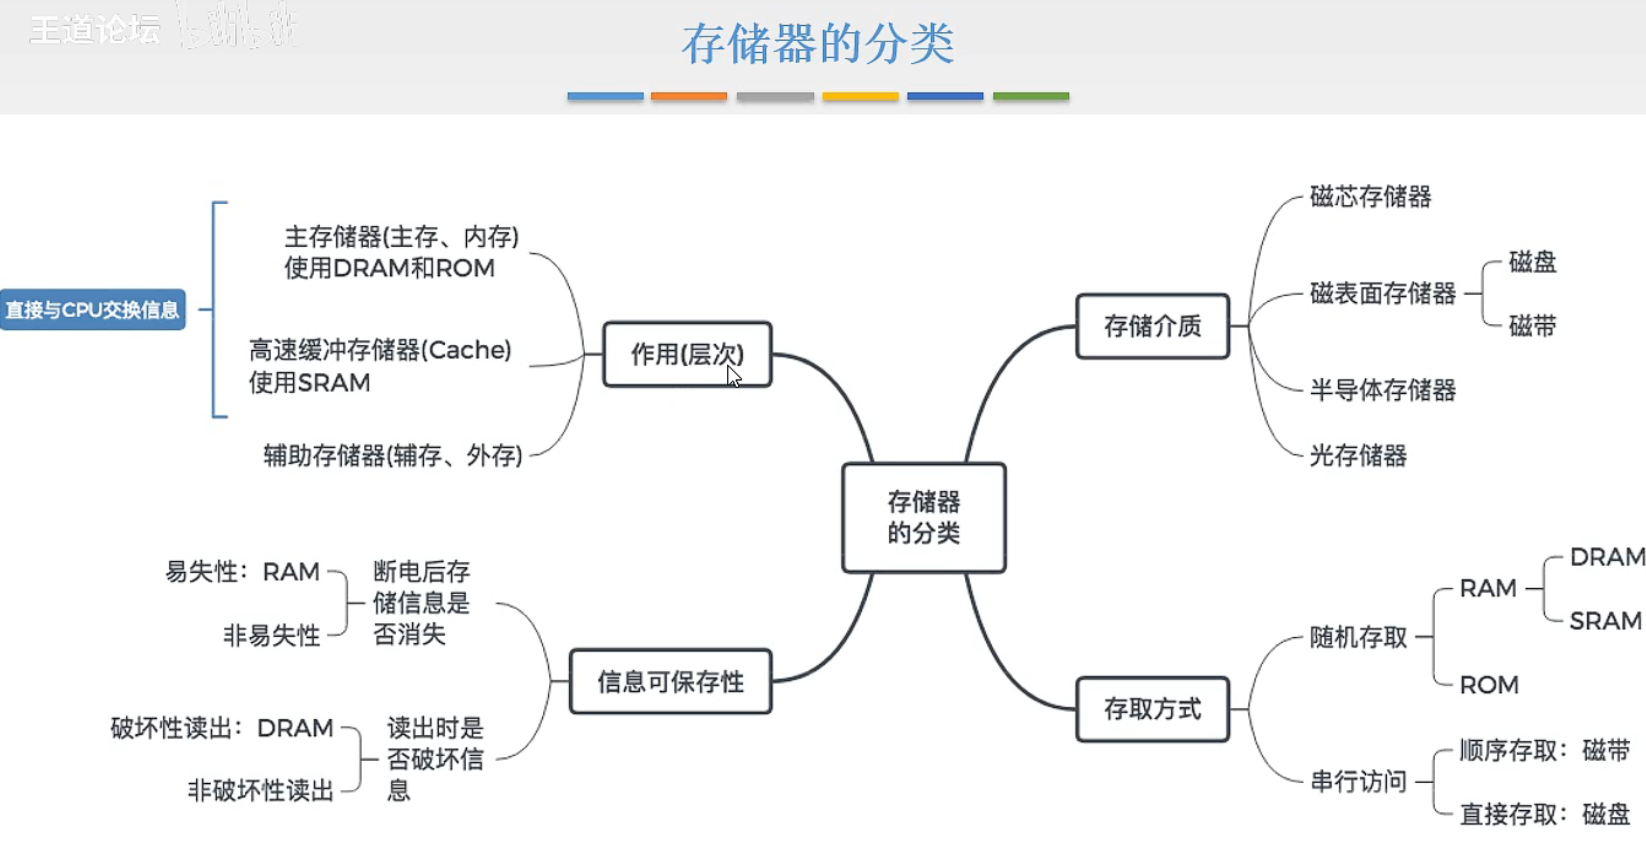 王道论坛 bilibili
存储器的分类
主存储器(主存、内存)
使用DRAM和ROM
直接与CPU交换信息
高速缓冲存储器(Cache)
使用SRAM
辅助存储器(辅存、外存)
作用(层次)
易失性：RAM
非易失性
断电后存
储信息是
否消失
破坏性读出：DRAM
非破坏性读出
读出时是
否破坏信
息
信息可保存性
存储器
的分类
存储介质
磁芯存储器
磁表面存储器
磁盘
磁带
半导体存储器
光存储器
存取方式
随机存取
RAM
DRAM
SRAM
ROM
串行访问
顺序存取：磁带
直接存取：磁盘